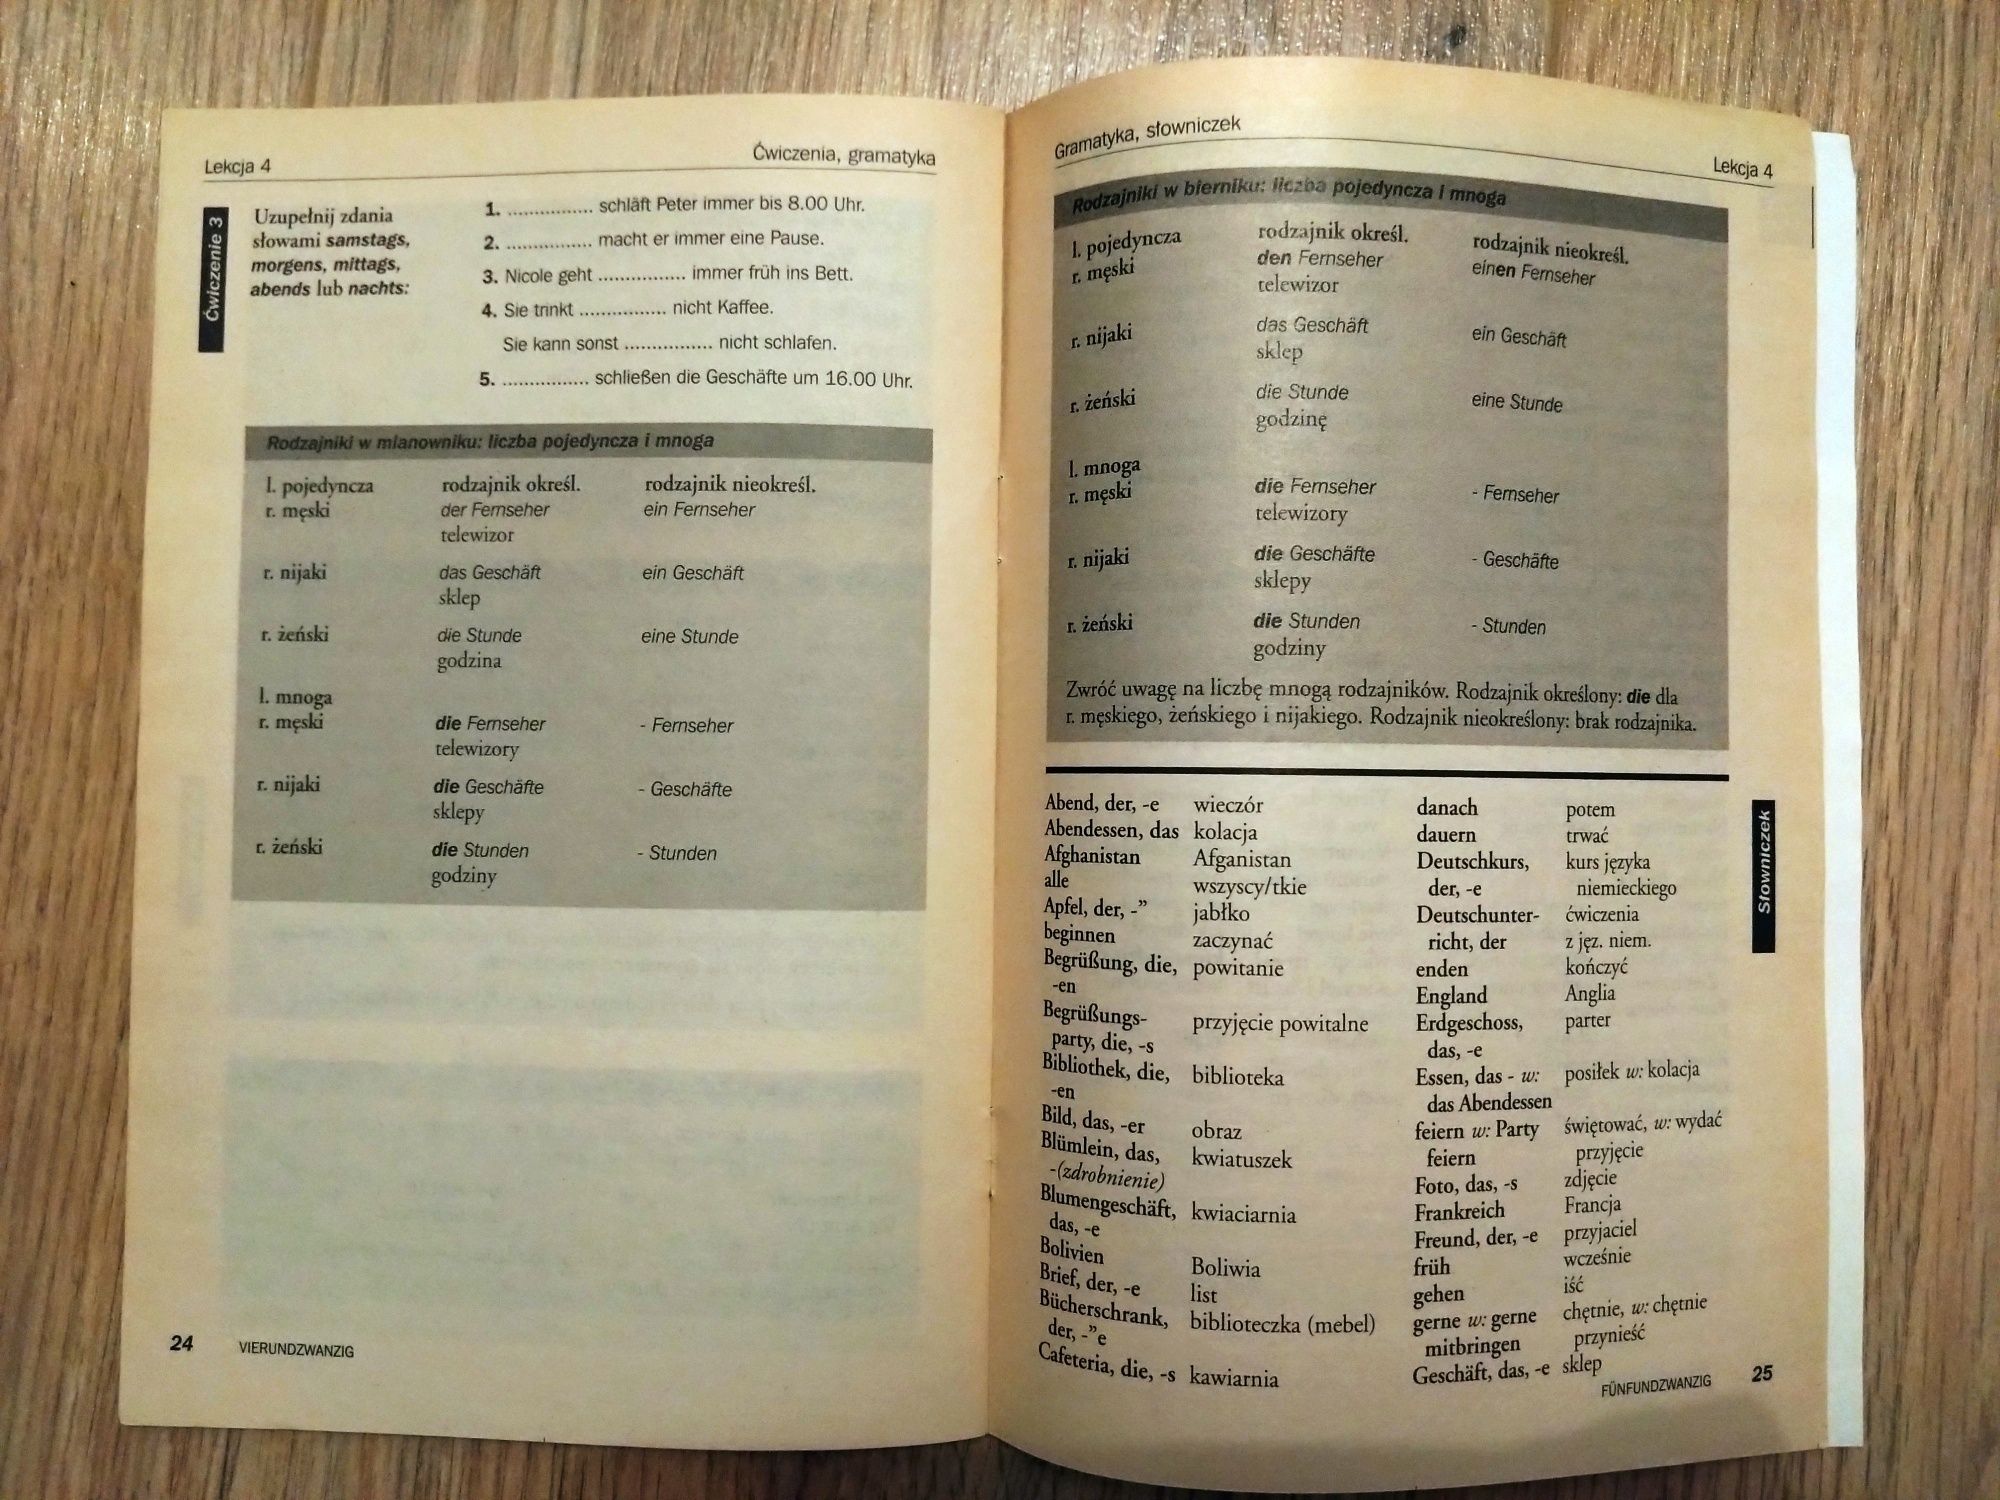 Lekcja 4
Ćwiczenia, gramatyka
Ćwiczenie 3
Uzupełnij zdania
słowami samstags,
morgens, mittags,
abends lub nachts:
1. ................ schläft Peter immer bis 8.00 Uhr.
2. ................ macht er immer eine Pause.
3. Nicole geht ................ immer früh ins Bett.
4. Sie trinkt ................ nicht Kaffee.
Sie kann sonst ................ nicht schlafen.
5. ................ schließen die Geschäfte um 16.00 Uhr.
Rodzajniki w mianowniku: liczba pojedyncza i mnoga
l. pojedyncza rodzajnik określ. rodzajnik nieokreśl.
r. męski der Fernseher ein Fernseher
telewizor
r. nijaki das Geschäft ein Geschäft
sklep
r. żeński die Stunde eine Stunde
godzina
l. mnoga
r. męski die Fernseher - Fernseher
telewizory
r. nijaki die Geschäfte - Geschäfte
sklepy
r. żeński die Stunden - Stunden
godziny
24 VIERUNDZWANZIG
Gramatyka, słowniczek
Lekcja 4
Rodzajniki w bierniku: liczba pojedyncza i mnoga
l. pojedyncza rodzajnik określ. rodzajnik nieokreśl.
r. męski den Fernseher einen Fernseher
telewizor
r. nijaki das Geschäft ein Geschäft
sklep
r. żeński die Stunde eine Stunde
godzinę
l. mnoga
r. męski die Fernseher - Fernseher
telewizory
r. nijaki die Geschäfte - Geschäfte
sklepy
r. żeński die Stunden - Stunden
godziny
Zwróć uwagę na liczbę mnogą rodzajników. Rodzajnik określony: die dla
r. męskiego, żeńskiego i nijakiego. Rodzajnik nieokreślony: brak rodzajnika.
Słowniczek
Abend, der, -e wieczór
Abendessen, das kolacja
Afghanistan Afganistan
alle wszyscy/tkie
Apfel, der, -” jabłko
beginnen zaczynać
Begrüßung, die, powitanie
-en
Begrüßungs- przyjęcie powitalne
party, die, -s
Bibliothek, die, biblioteka
-en
Bild, das, -er obraz
Blümlein, das, kwiatuszek
-(zdrobnienie)
Blumengeschäft, kwiaciarnia
das, -e
Bolivien Boliwia
Brief, der, -e list
Bücherschrank, biblioteczka (mebel)
der, -”e
Cafeteria, die, -s kawiarnia
danach potem
dauern trwać
Deutschkurs, kurs języka
der, -e niemieckiego
Deutschunter- ćwiczenia
richt, der z jęz. niem.
enden kończyć
England Anglia
Erdgeschoss, parter
das, -e
Essen, das - w: posiłek w: kolacja
das Abendessen
feiern w: Party świętować, w: wydać
feiern przyjęcie
Foto, das, -s zdjęcie
Frankreich Francja
Freund, der, -e przyjaciel
früh wcześnie
gehen iść
gerne w: gerne chętnie, w: chętnie
mitbringen przynieść
Geschäft, das, -e sklep
FÜNFUNDZWANZIG 25